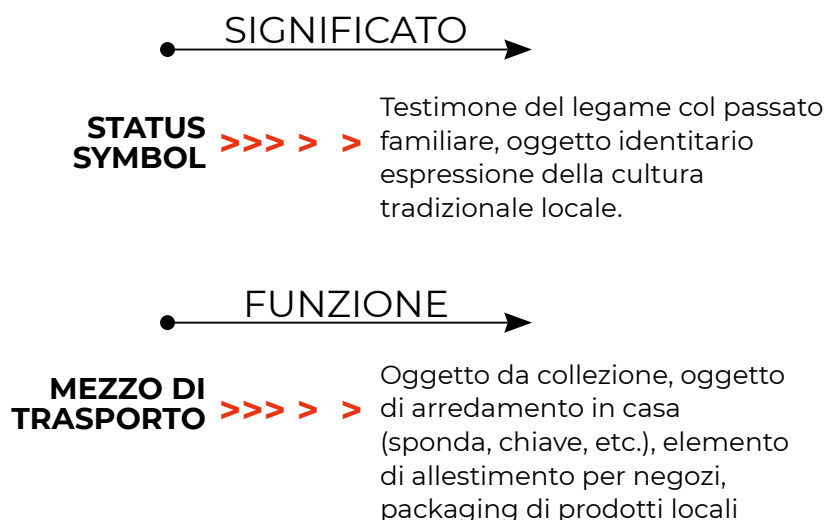 SIGNIFICATO
STATUS
SYMBOL
>>> > >
Testimone del legame col passato
familiare, oggetto identitario
espressione della cultura
tradizionale locale.
FUNZIONE
MEZZO DI
TRASPORTO
>>> > >
Oggetto da collezione, oggetto
di arredamento in casa
(sponda, chiave, etc.), elemento
di allestimento per negozi,
packaging di prodotti locali